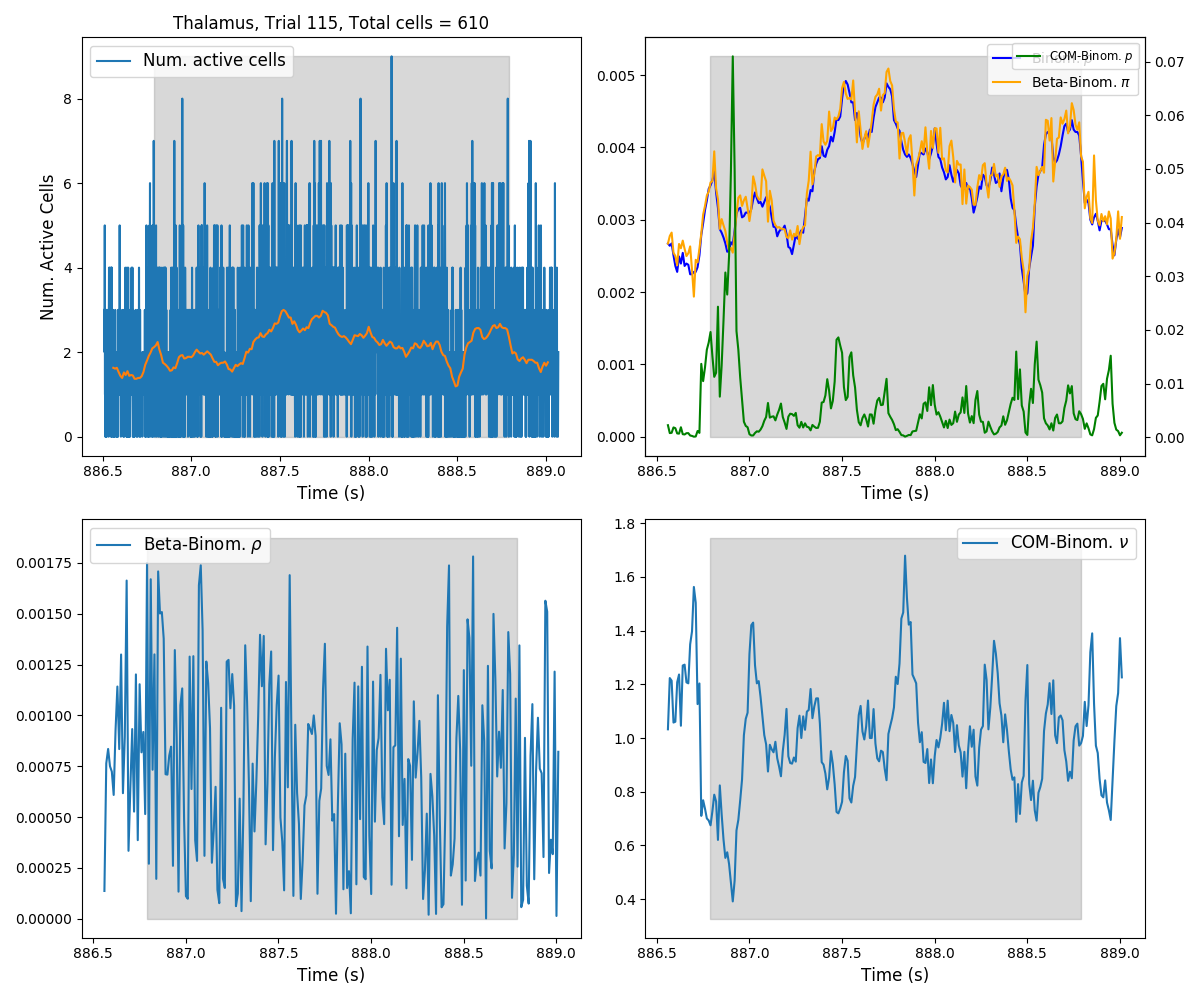 Thalamus, Trial 115, Total cells = 610
Num. active cells
Num. Active Cells
8
6
4
2
0
886.5 887.0 887.5 888.0 888.5 889.0
Time (s)
COM-Binom. p
Beta-Binom. π
0.005
0.004
0.003
0.002
0.001
0.000
0.07
0.06
0.05
0.04
0.03
0.02
0.01
0.00
886.5 887.0 887.5 888.0 888.5 889.0
Time (s)
Beta-Binom. ρ
0.00175
0.00150
0.00125
0.00100
0.00075
0.00050
0.00025
0.00000
886.5 887.0 887.5 888.0 888.5 889.0
Time (s)
COM-Binom. ν
1.8
1.6
1.4
1.2
1.0
0.8
0.6
0.4
886.5 887.0 887.5 888.0 888.5 889.0
Time (s)